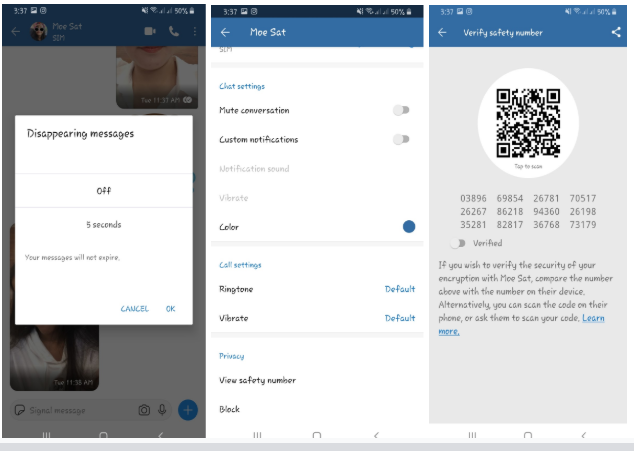 3:37
50%
Moe Sat
SIM
Tue 11:37 AM
Disappearing messages
Off
5 seconds
Your messages will not expire.
CANCEL OK
Tue 11:38 AM
Signal message
3:37
50%
Moe Sat
SIM
Chat settings
Mute conversation
Custom notifications
Notification sound
Vibrate
Color
Call settings
Ringtone Default
Vibrate Default
Privacy
View safety number
Block
3:37
50%
Verify safety number
Tap to scan
03896 69854 26781 70517
26267 86218 94360 26198
35281 82817 36768 73179
Verified
If you wish to verify the security of your
encryption with Moe Sat, compare the number
above with the number on their device.
Alternatively, you can scan the code on their
phone, or ask them to scan your code. Learn
more.